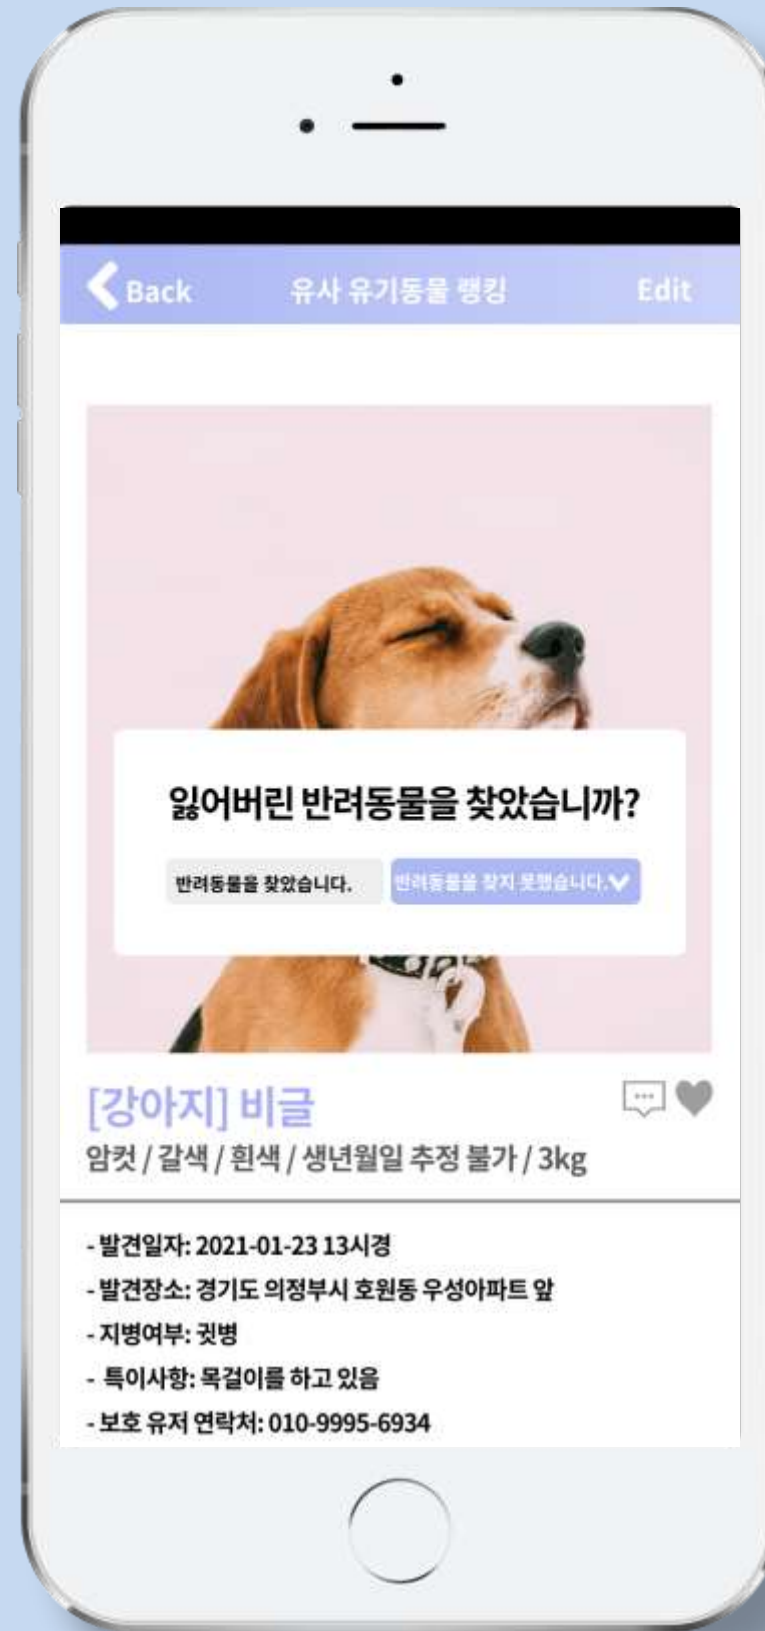 Back 유사 유기동물 랭킹 Edit
잃어버린 반려동물을 찾았습니까?
반려동물을 찾았습니다. 반려동물을 찾지 못했습니다.
[강아지] 비글
암컷 / 갈색 / 흰색 / 생년월일 추정 불가 / 3kg
- 발견일자: 2021-01-23 13시경
- 발견장소: 경기도 의정부시 호원동 우성아파트 앞
- 지병여부: 귓병
- 특이사항: 목걸이를 하고 있음
- 보호 유저 연락처: 010-9995-6934